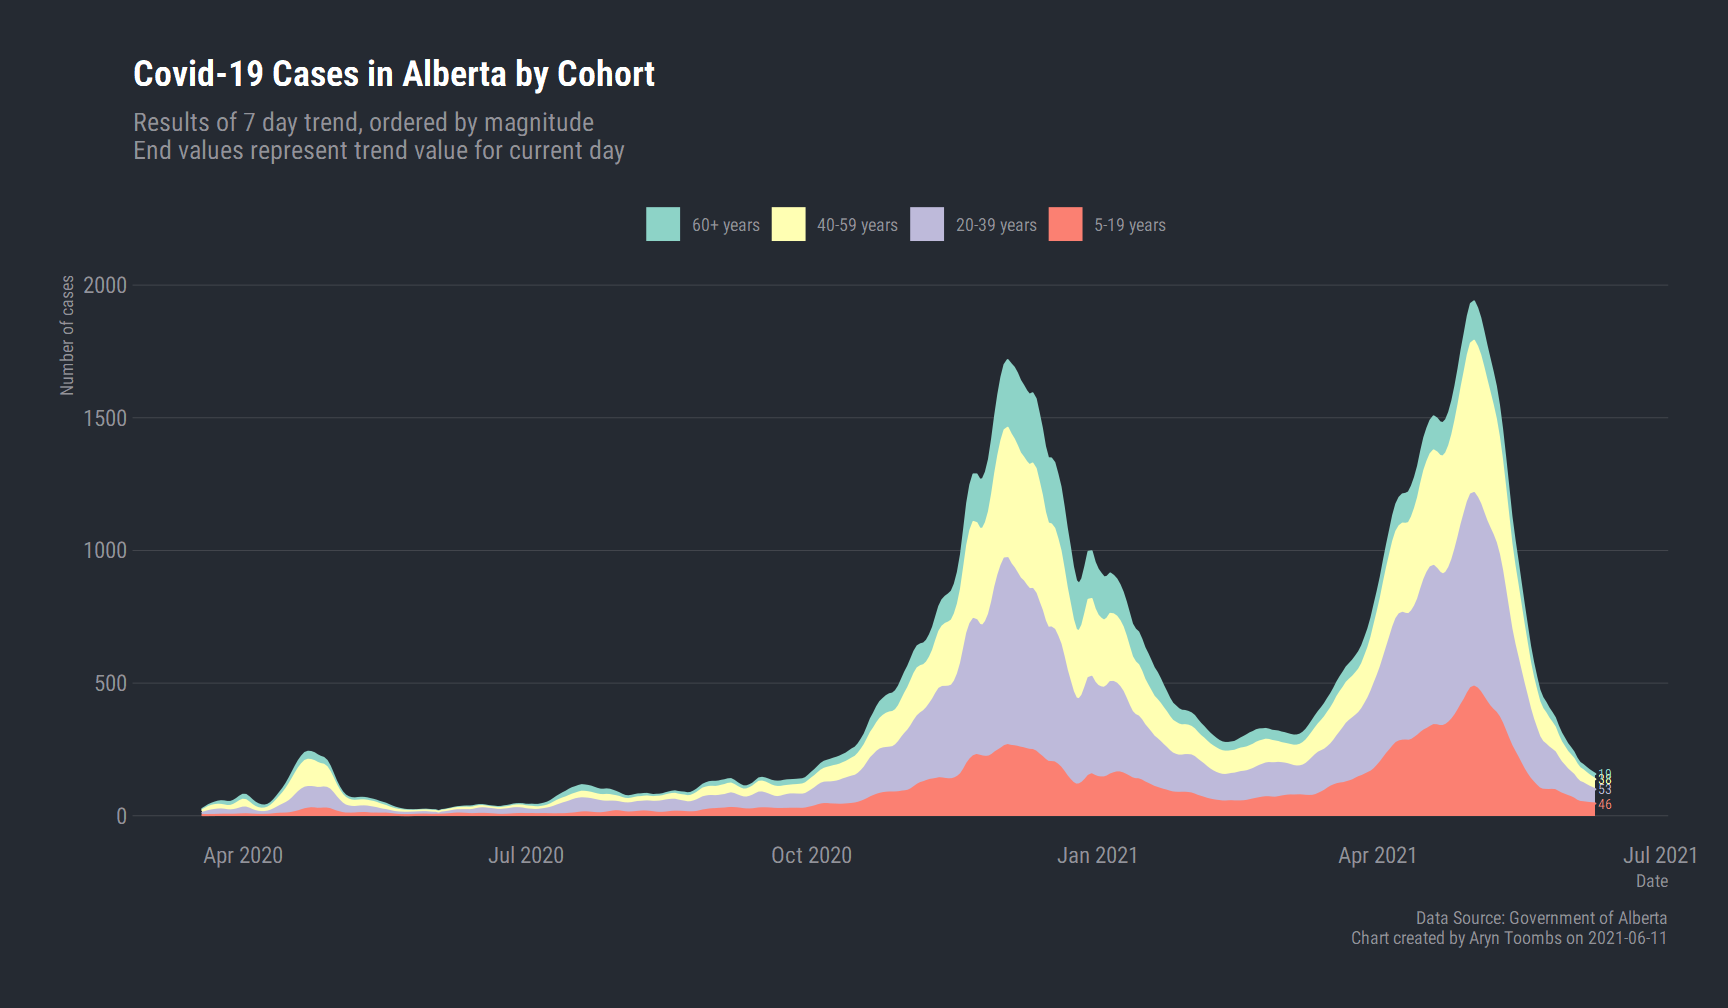 Covid-19 Cases in Alberta by Cohort
Results of 7 day trend, ordered by magnitude
End values represent trend value for current day
60+ years
40-59 years
20-39 years
5-19 years
Number of cases
2000
1500
1000
500
0
19
38
53
46
Apr 2020
Jul 2020
Oct 2020
Jan 2021
Apr 2021
Jul 2021
Date
Data Source: Government of Alberta
Chart created by Aryn Toombs on 2021-06-11